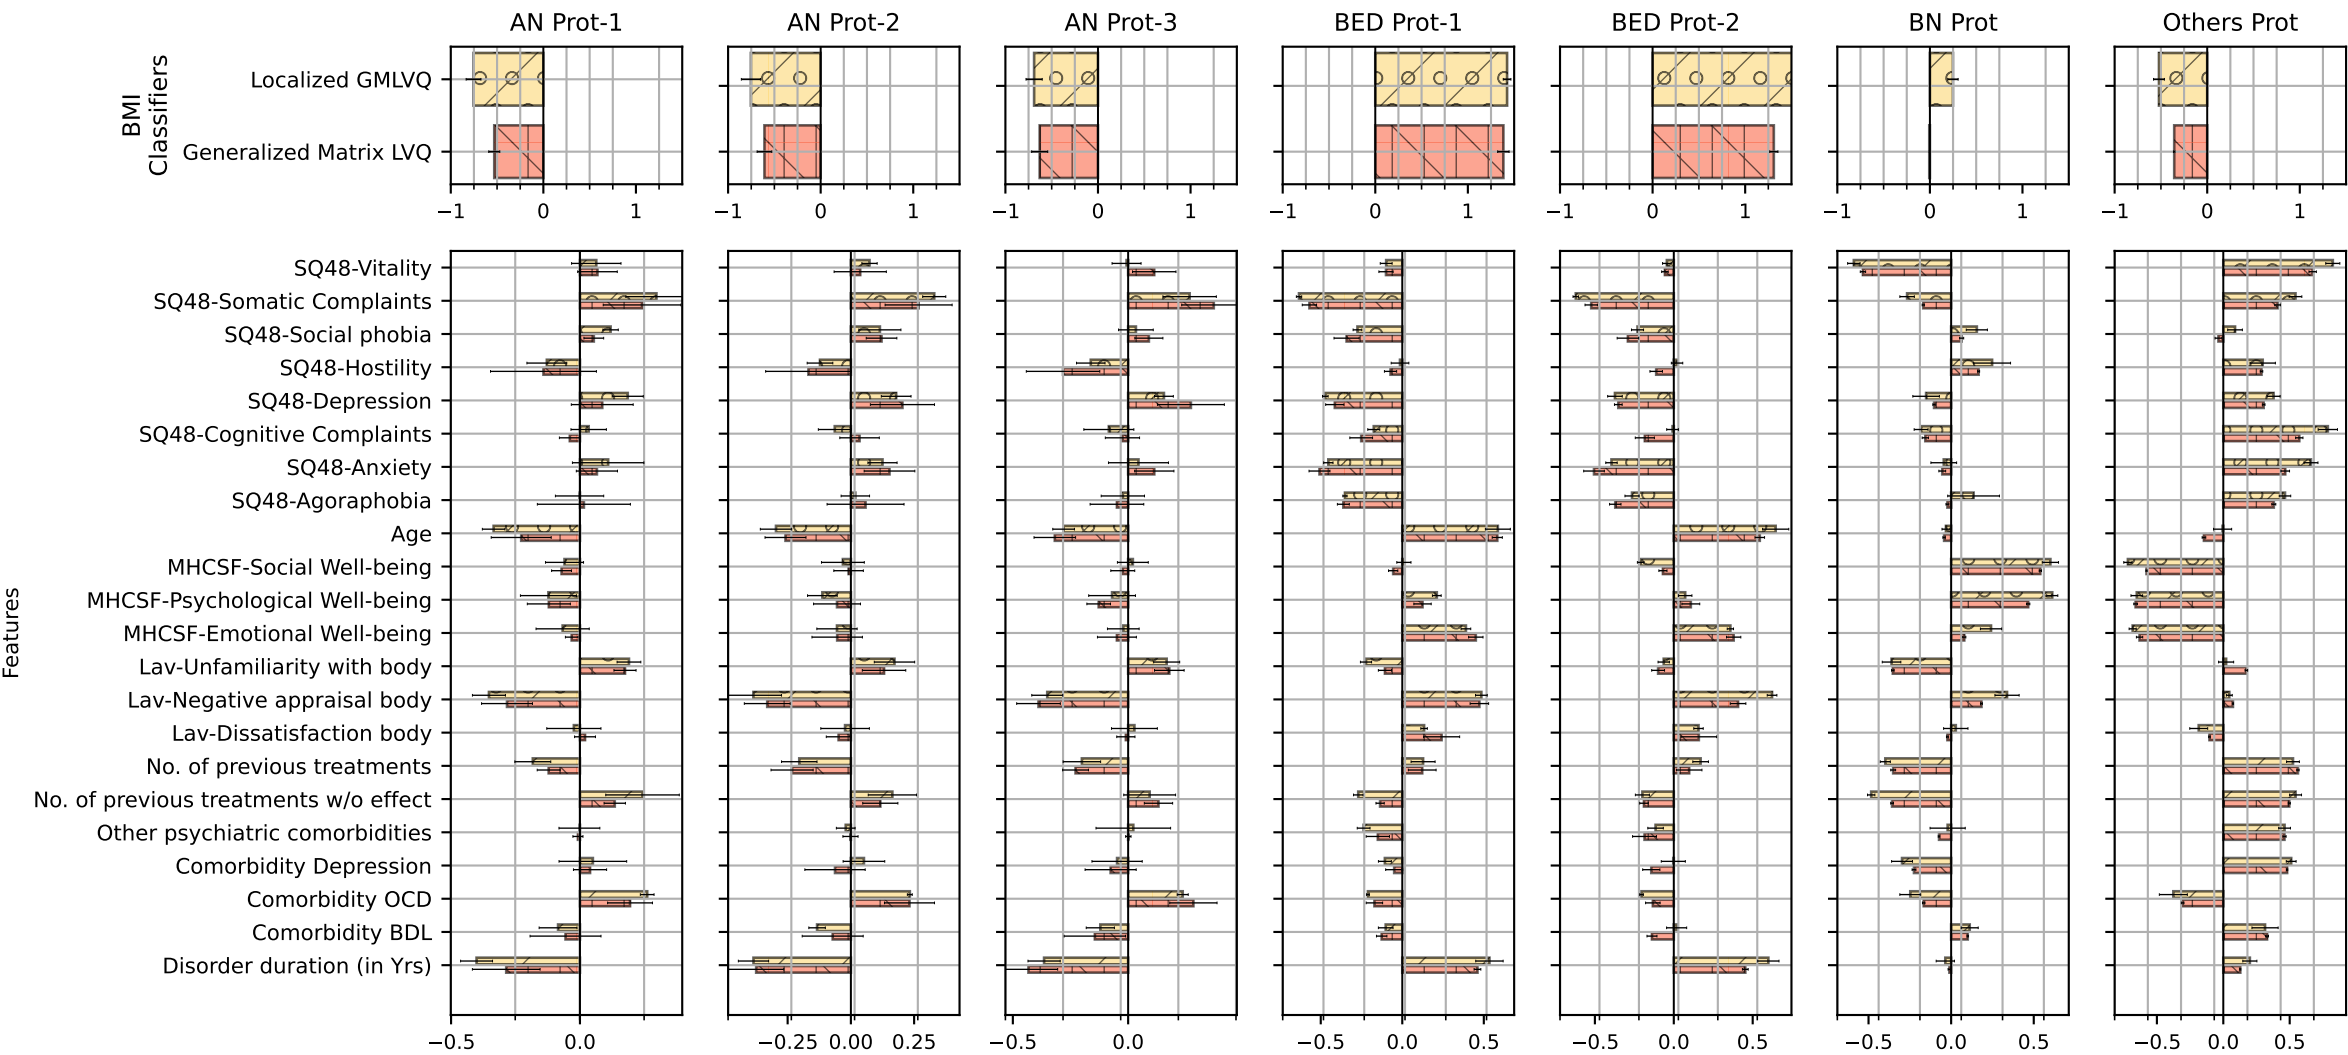 AN Prot-1 AN Prot-2 AN Prot-3 BED Prot-1 BED Prot-2 BN Prot Others Prot
BMI
Classifiers
Localized GMLVQ
Generalized Matrix LVQ
−1 0 1 −1 0 1 −1 0 1 −1 0 1 −1 0 1 −1 0 1 −1 0 1
Features
SQ48-Vitality
SQ48-Somatic Complaints
SQ48-Social phobia
SQ48-Hostility
SQ48-Depression
SQ48-Cognitive Complaints
SQ48-Anxiety
SQ48-Agoraphobia
Age
MHCSF-Social Well-being
MHCSF-Psychological Well-being
MHCSF-Emotional Well-being
Lav-Unfamiliarity with body
Lav-Negative appraisal body
Lav-Dissatisfaction body
No. of previous treatments
No. of previous treatments w/o effect
Other psychiatric comorbidities
Comorbidity Depression
Comorbidity OCD
Comorbidity BDL
Disorder duration (in Yrs)
−0.5 0.0 −0.25 0.00 0.25 −0.5 0.0 −0.5 0.0 0.5 −0.5 0.0 0.5 −0.5 0.0 0.5 −0.5 0.0 0.5